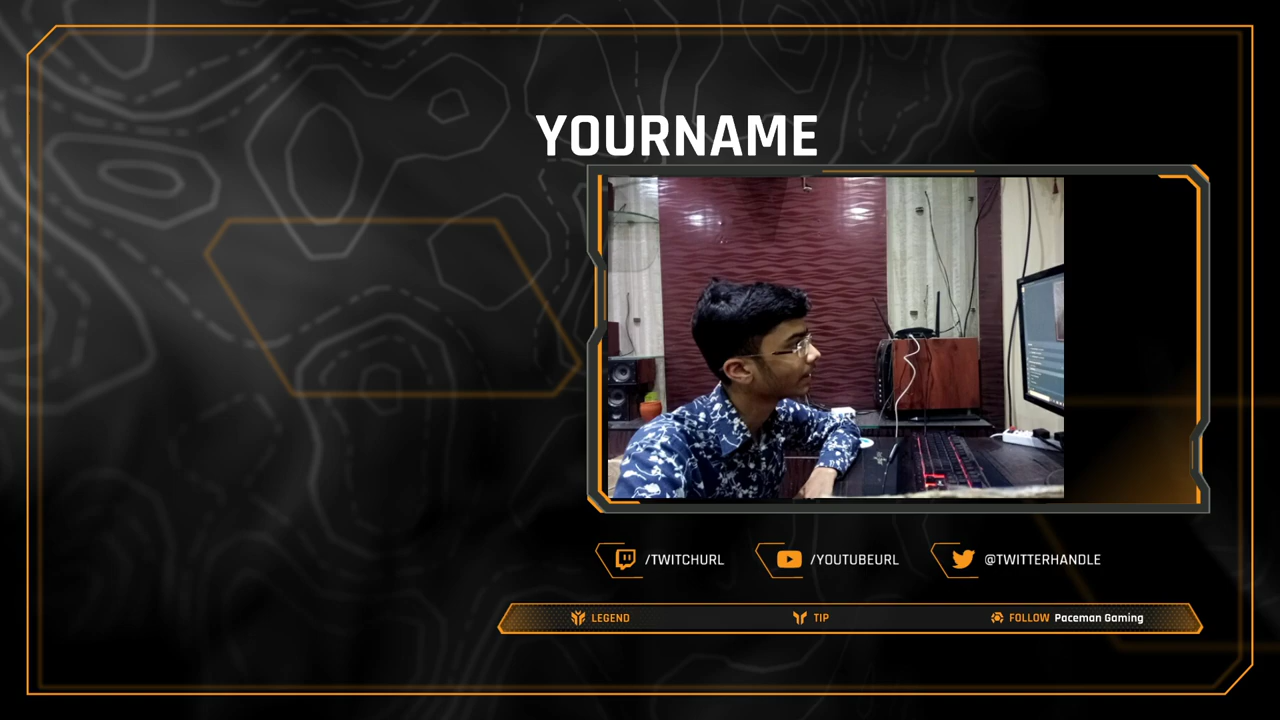 YOURNAME
/TWITCHURL /YOUTUBEURL @TWITTERHANDLE
LEGEND TIP FOLLOW Paceman Gaming